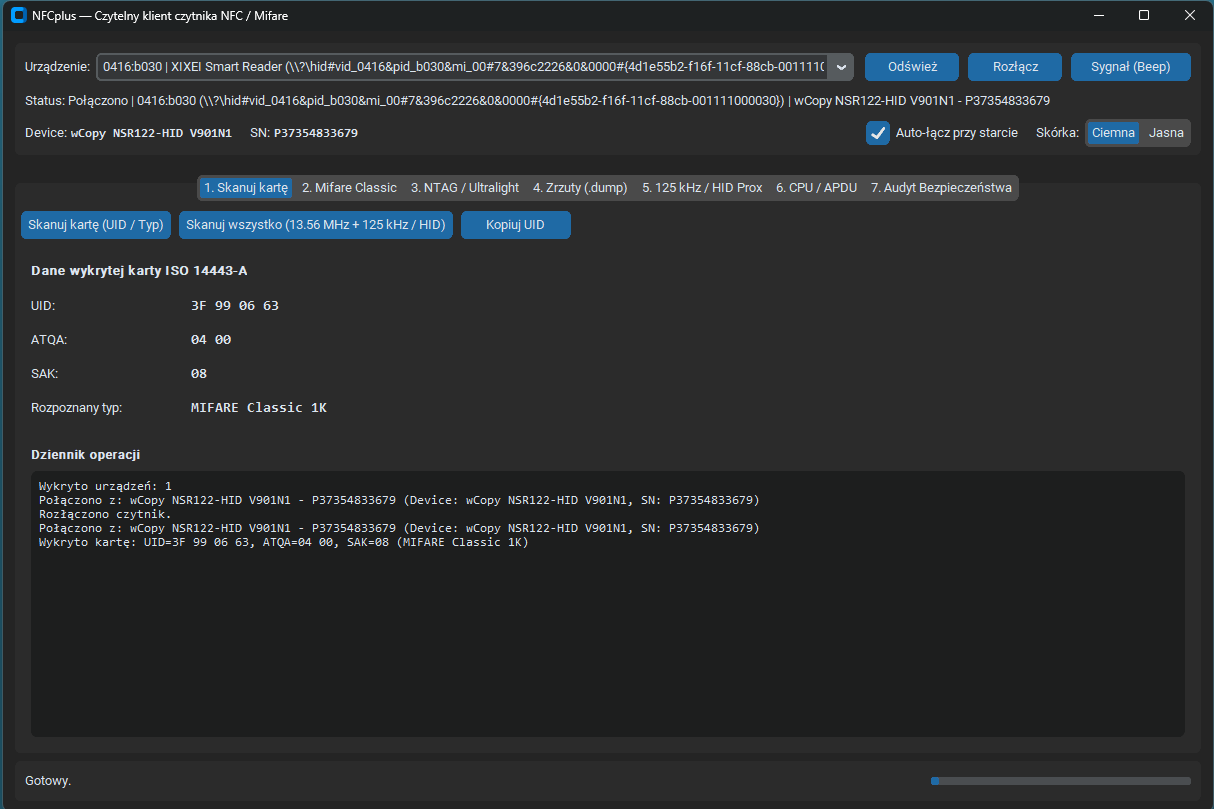 NFCplus — Czytelny klient czytnika NFC / Mifare
Urządzenie: 0416:b030 | XIXEI Smart Reader (\\?\hid#vid_0416&pid_b030&mi_00#7&396c2226&0&0000#{4d1e55b2-f16f-11cf-88cb-0011110 Odśwież Rozłącz Sygnał (Beep)
Status: Połączono | 0416:b030 (\\?\hid#vid_0416&pid_b030&mi_00#7&396c2226&0&0000#{4d1e55b2-f16f-11cf-88cb-001111000030}) | wCopy NSR122-HID V901N1 - P37354833679
Device: wCopy NSR122-HID V901N1 SN: P37354833679 Auto-łącz przy starcie Skórka: Ciemna Jasna
1. Skanuj kartę 2. Mifare Classic 3. NTAG / Ultralight 4. Zrzuty (.dump) 5. 125 kHz / HID Prox 6. CPU / APDU 7. Audyt Bezpieczeństwa
Skanuj kartę (UID / Typ) Skanuj wszystko (13.56 MHz + 125 kHz / HID) Kopiuj UID
Dane wykrytej karty ISO 14443-A
UID: 3F 99 06 63
ATQA: 04 00
SAK: 08
Rozpoznany typ: MIFARE Classic 1K
Dziennik operacji
Wykryto urządzeń: 1
Połączono z: wCopy NSR122-HID V901N1 - P37354833679 (Device: wCopy NSR122-HID V901N1, SN: P37354833679)
Rozłączono czytnik.
Połączono z: wCopy NSR122-HID V901N1 - P37354833679 (Device: wCopy NSR122-HID V901N1, SN: P37354833679)
Wykryto kartę: UID=3F 99 06 63, ATQA=04 00, SAK=08 (MIFARE Classic 1K)
Gotowy.